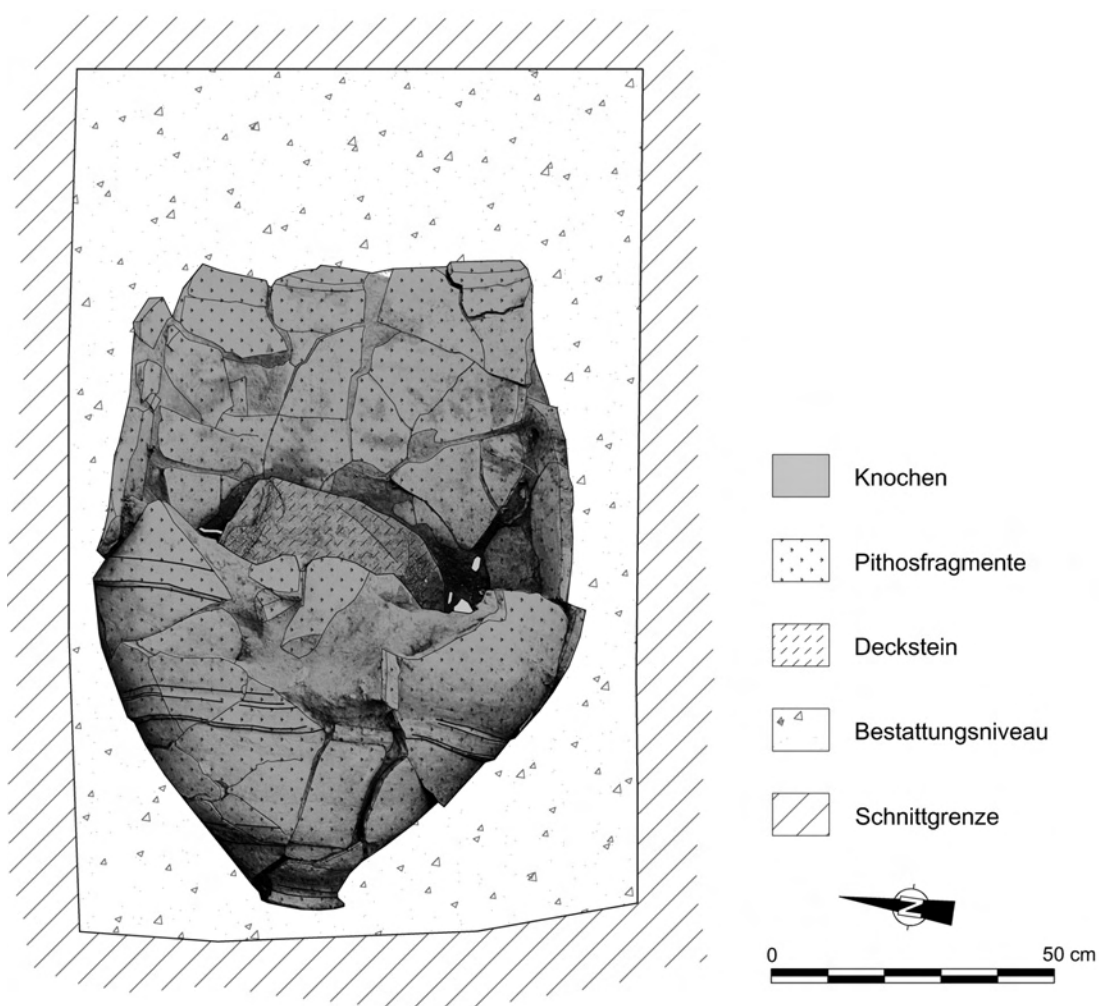 Knochen
Pithosfragmente
Deckstein
Bestattungsniveau
Schnittgrenze
N
0 50 cm